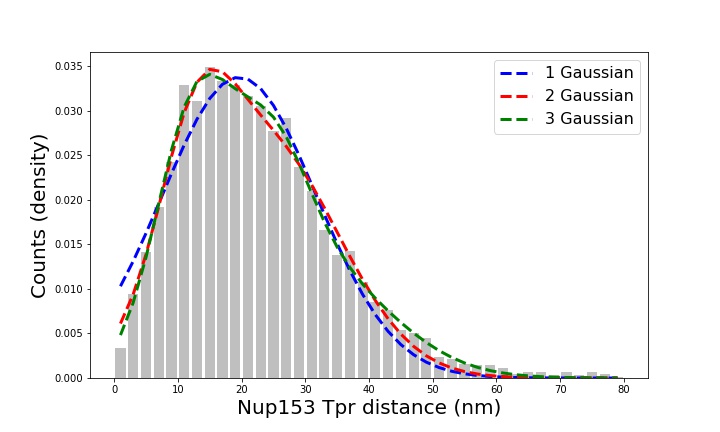 1 Gaussian
2 Gaussian
3 Gaussian
0.035
0.030
0.025
0.020
0.015
0.010
0.005
0.000
Counts (density)
0 10 20 30 40 50 60 70 80
Nup153 Tpr distance (nm)